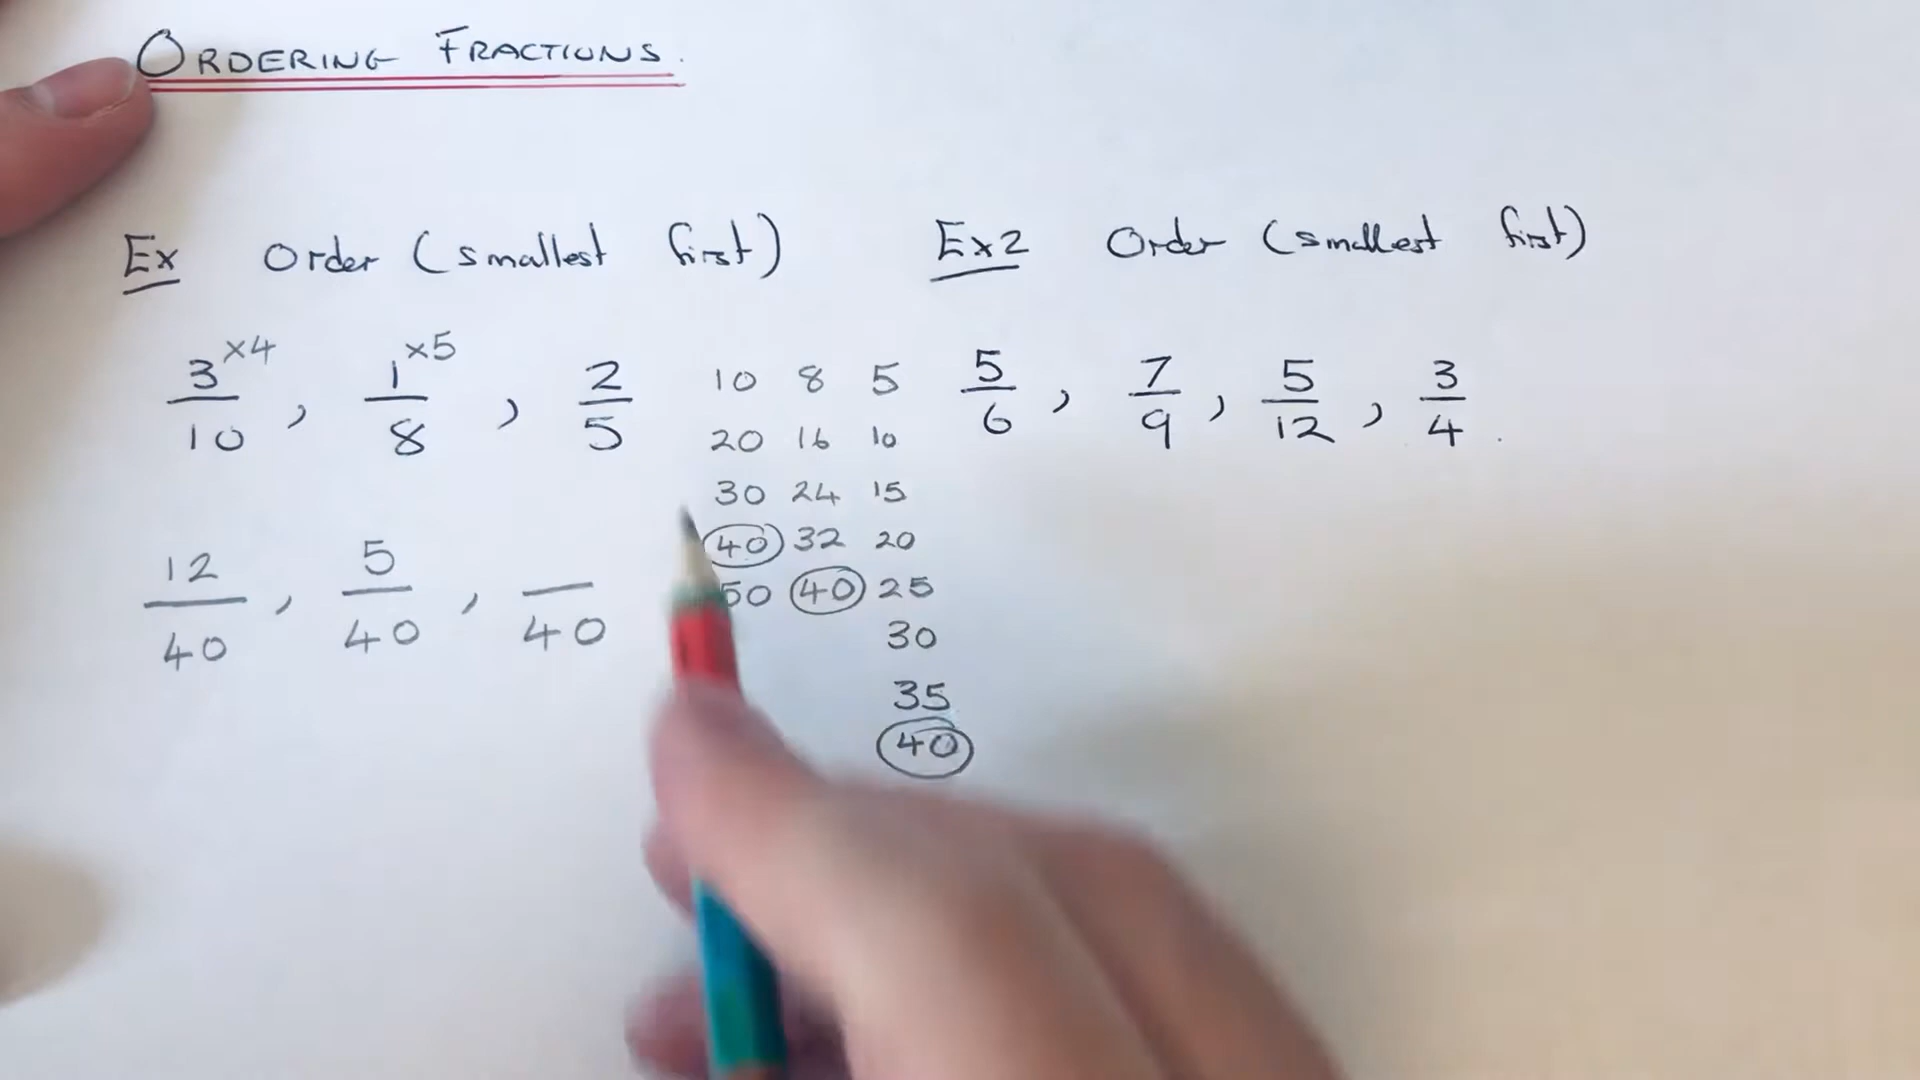 ORDERING FRACTIONS.
Ex Order (smallest first)
3/10 ×4 , 1/8 ×5 , 2/5
12/40 , 5/40 , /40
10 8 5
20 16 10
30 24 15
40 32 20
50 40 25
30
35
40
Ex2 Order (smallest first)
5/6 , 7/9 , 5/12 , 3/4 .